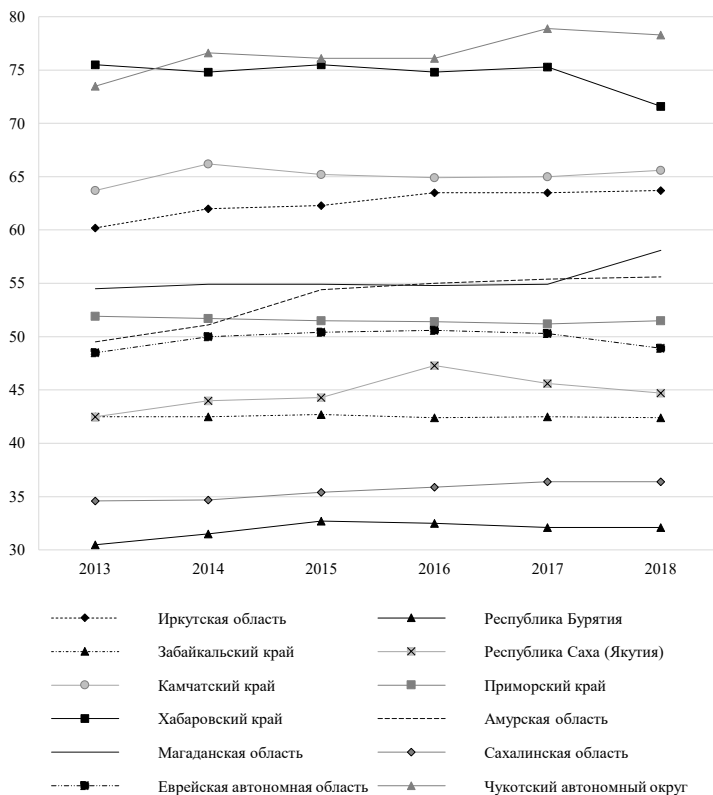 80
75
70
65
60
55
50
45
40
35
30
2013 2014 2015 2016 2017 2018
Иркутская область Республика Бурятия
Забайкальский край Республика Саха (Якутия)
Камчатский край Приморский край
Хабаровский край Амурская область
Магаданская область Сахалинская область
Еврейская автономная область Чукотский автономный округ